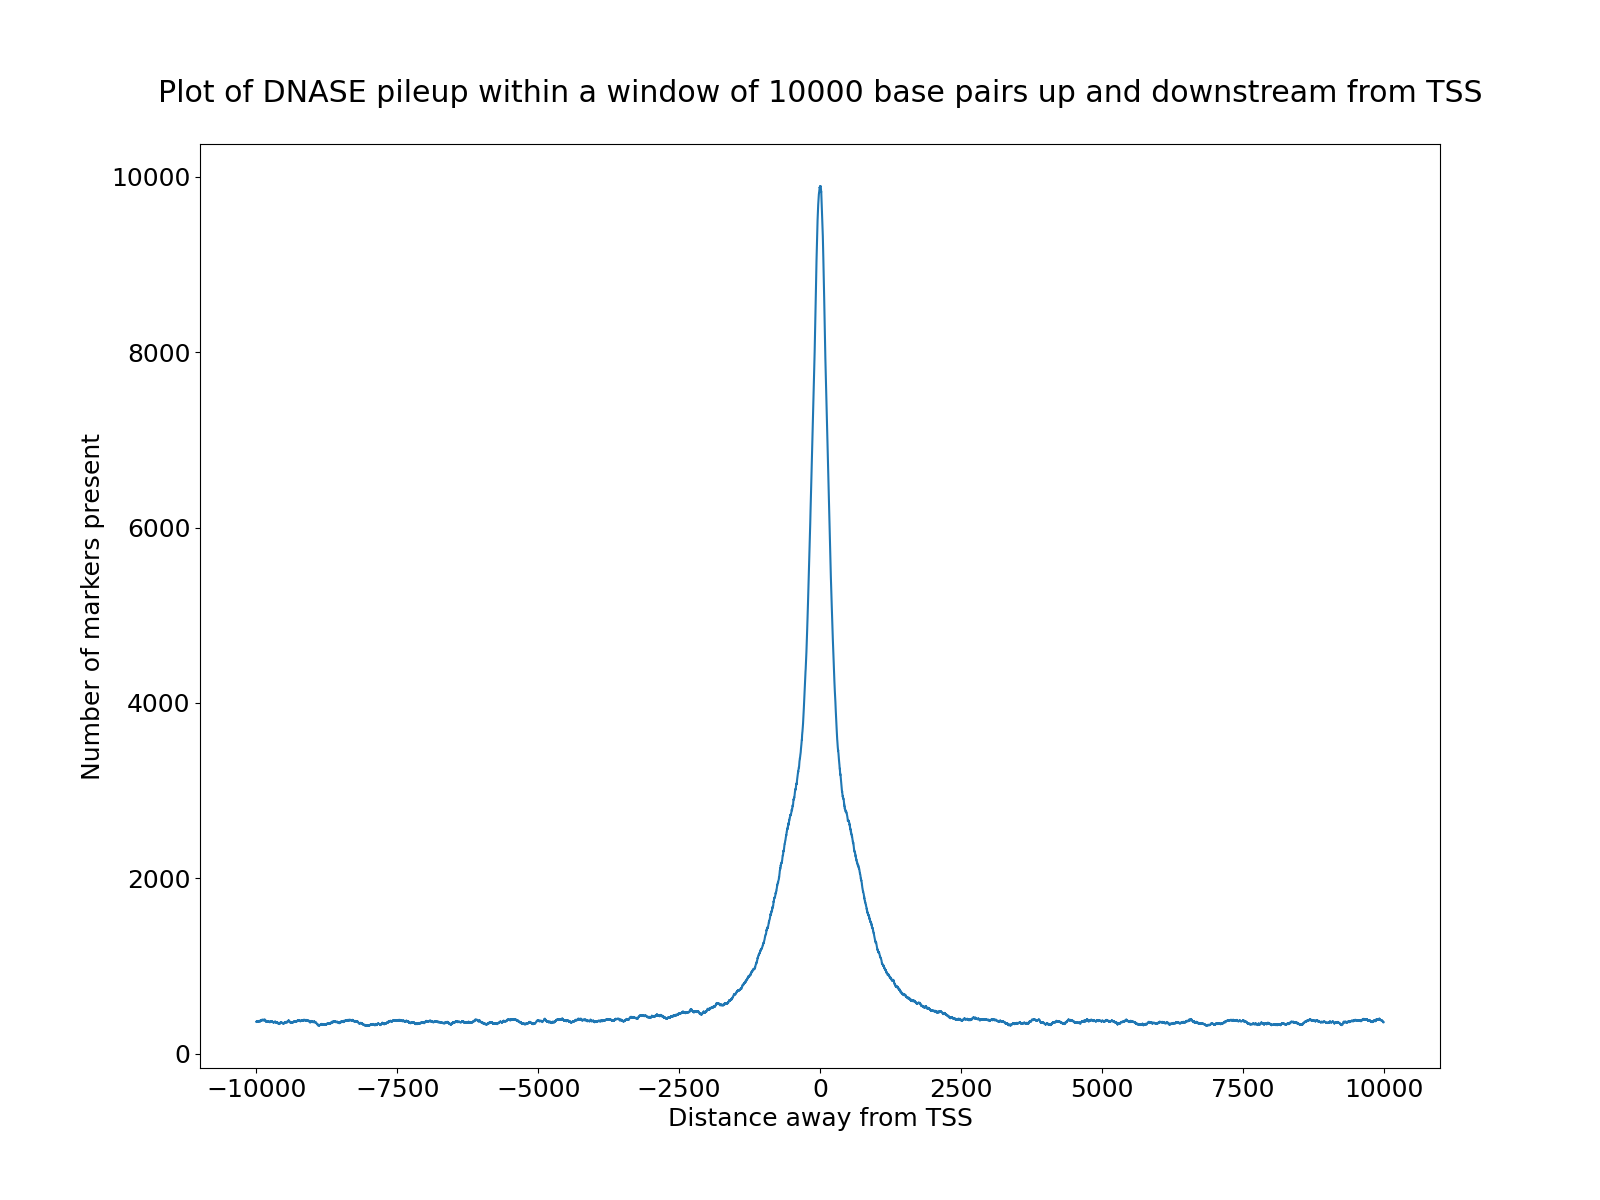 Plot of DNASE pileup within a window of 10000 base pairs up and downstream from TSS
10000
8000
6000
4000
2000
0
Number of markers present
−10000 −7500 −5000 −2500 0 2500 5000 7500 10000
Distance away from TSS